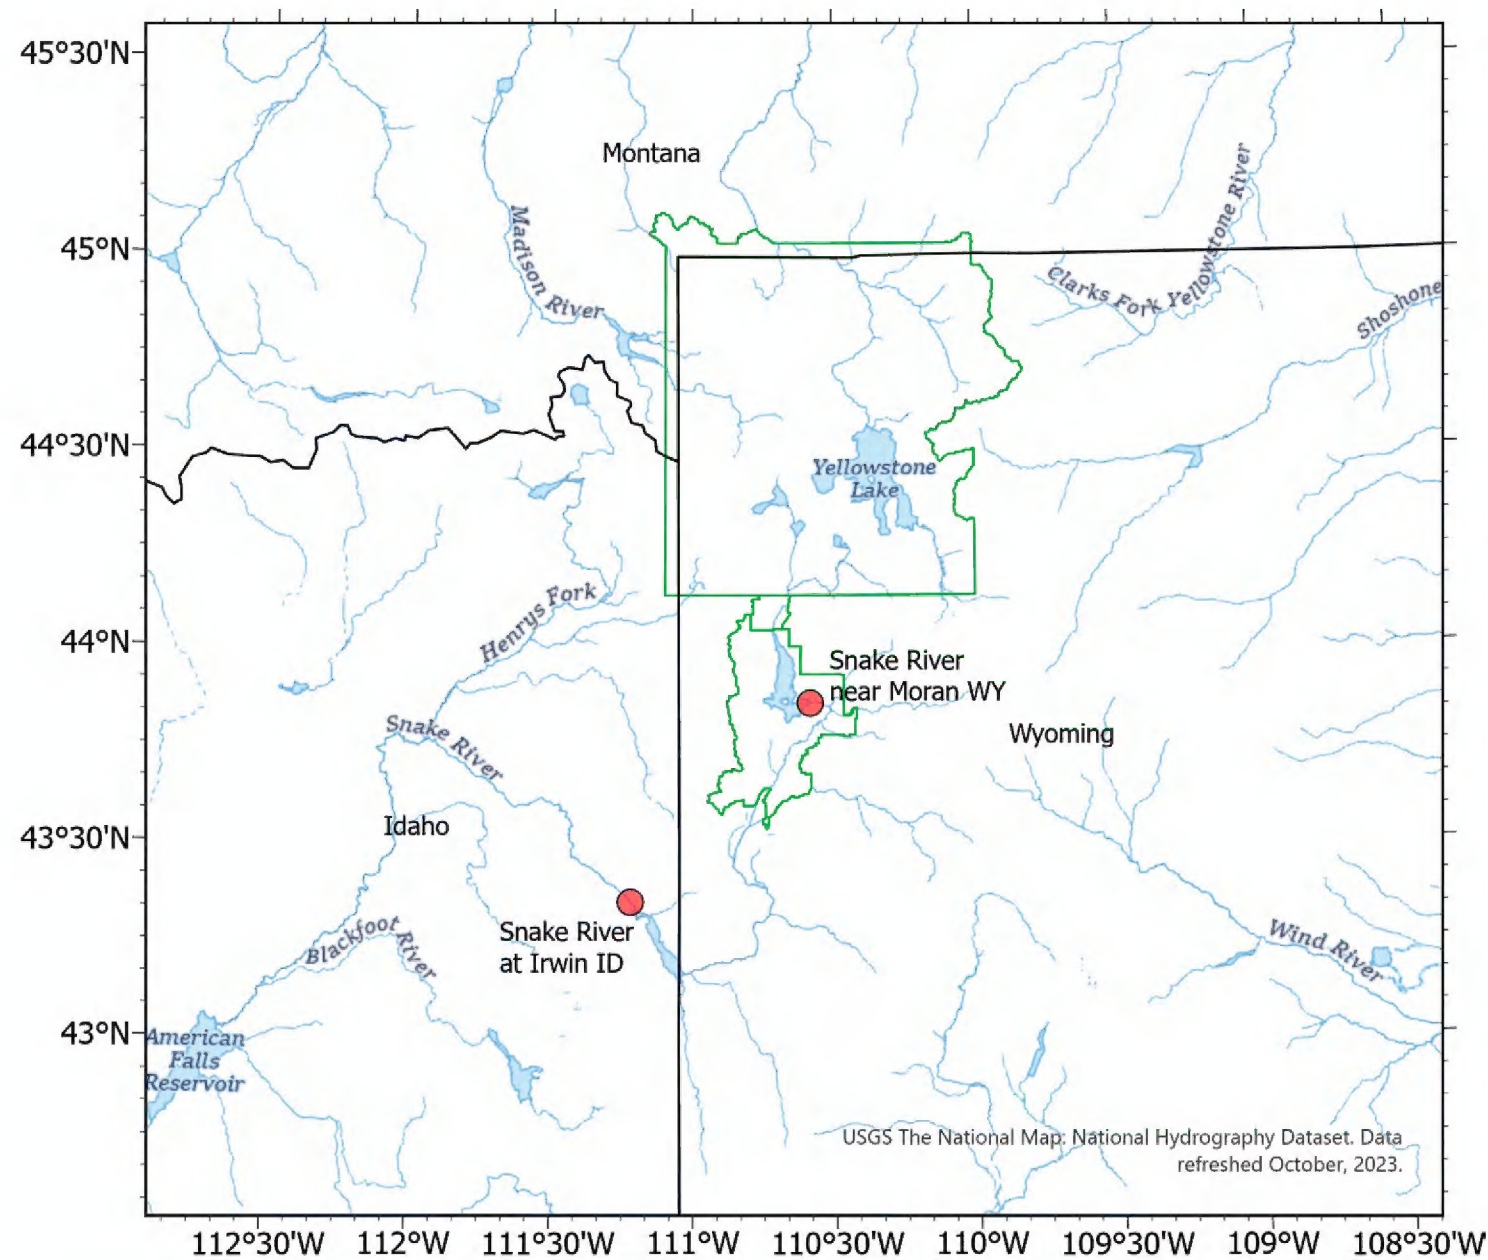 45°30'N
Montana
45°N
Madison River
Clarks Fork Yellowstone River
Shoshone
44°30'N
Yellowstone
Lake
Henrys Fork
44°N
Snake River
near Moran WY
Snake River
Wyoming
Idaho
43°30'N
Snake River
at Irwin ID
Blackfoot River
Wind River
43°N
American
Falls
Reservoir
USGS The National Map: National Hydrography Dataset. Data
refreshed October, 2023.
112°30'W 112°W 111°30'W 111°W 110°30'W 110°W 109°30'W 109°W 108°30'W